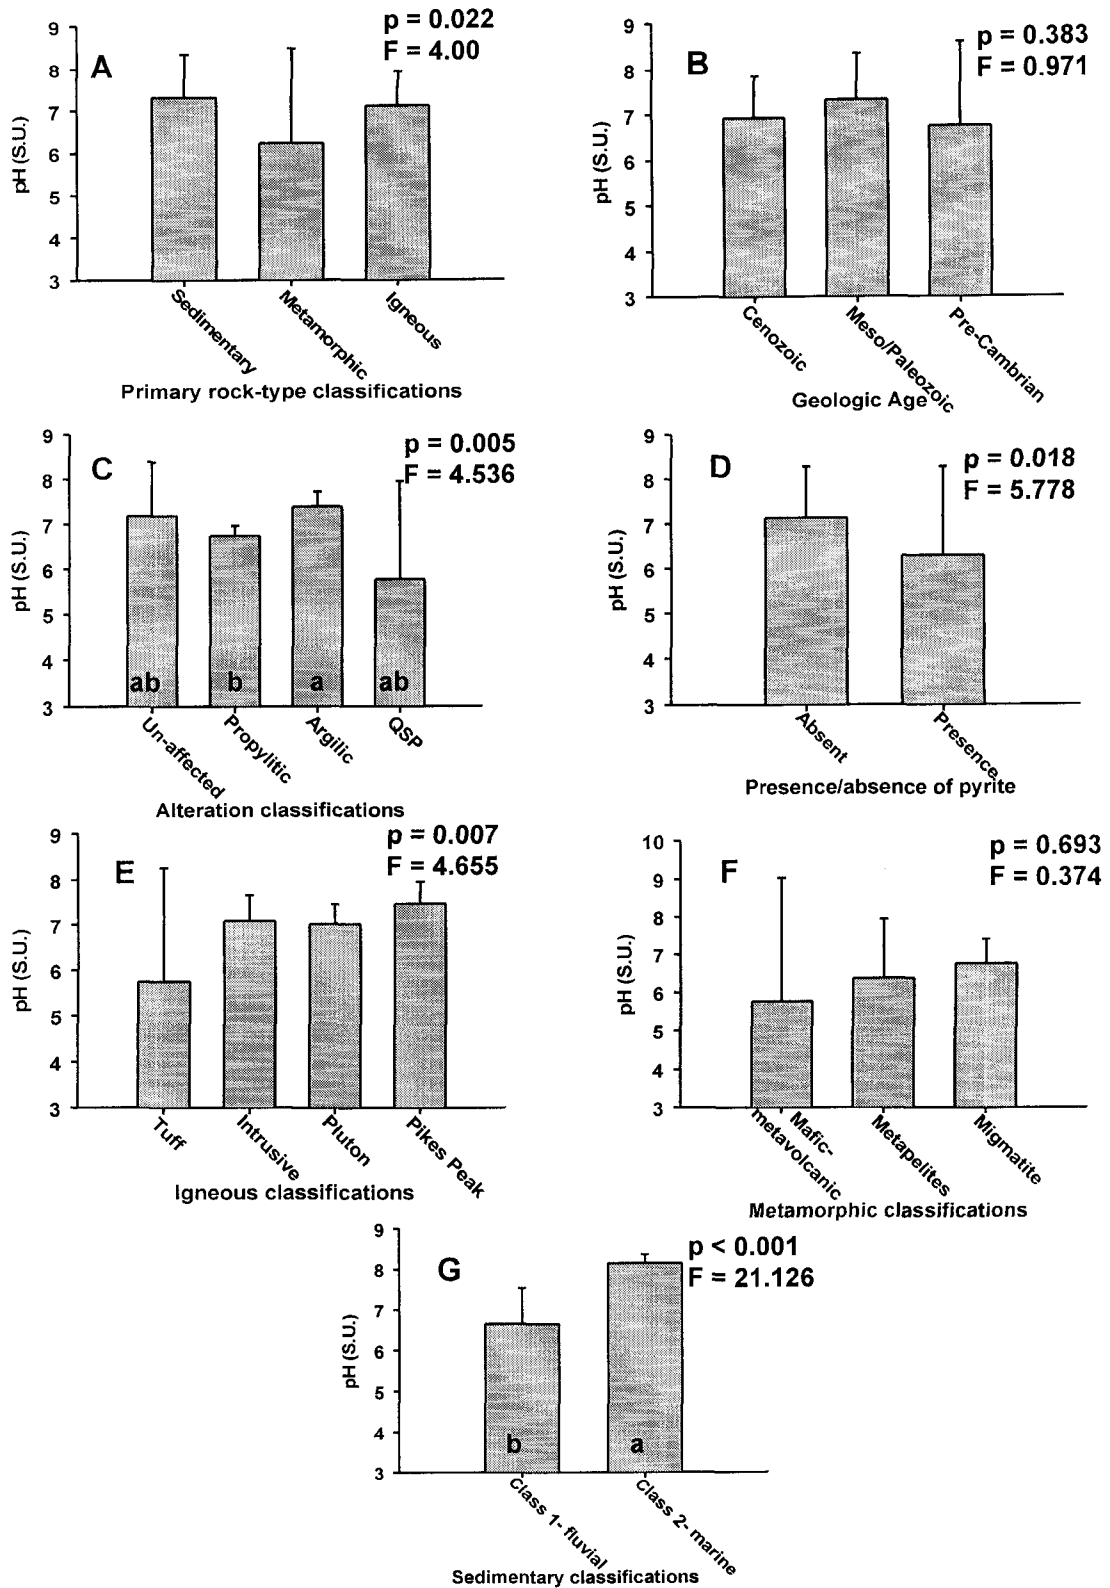 9
8
7
6
5
4
3
pH (S.U.)
A
p = 0.022
F = 4.00
Sedimentary
Metamorphic
Igneous
Primary rock-type classifications
9
8
7
6
5
4
3
pH (S.U.)
B
p = 0.383
F = 0.971
Cenozoic
Meso/Paleozoic
Pre-Cambrian
Geologic Age
9
8
7
6
5
4
3
pH (S.U.)
C
p = 0.005
F = 4.536
ab
b
a
ab
Un-affected
Propylitic
Argilic
QSP
Alteration classifications
9
8
7
6
5
4
3
pH (S.U.)
D
p = 0.018
F = 5.778
Absent
Presence
Presence/absence of pyrite
9
8
7
6
5
4
3
pH (S.U.)
E
p = 0.007
F = 4.655
Tuff
Intrusive
Pluton
Pikes Peak
Igneous classifications
10
9
8
7
6
5
4
3
pH (S.U.)
F
p = 0.693
F = 0.374
Mafic-
metavolcanic
Metapelites
Migmatite
Metamorphic classifications
9
8
7
6
5
4
3
pH (S.U.)
G
p < 0.001
F = 21.126
b
a
Class 1- fluvial
Class 2- marine
Sedimentary classifications